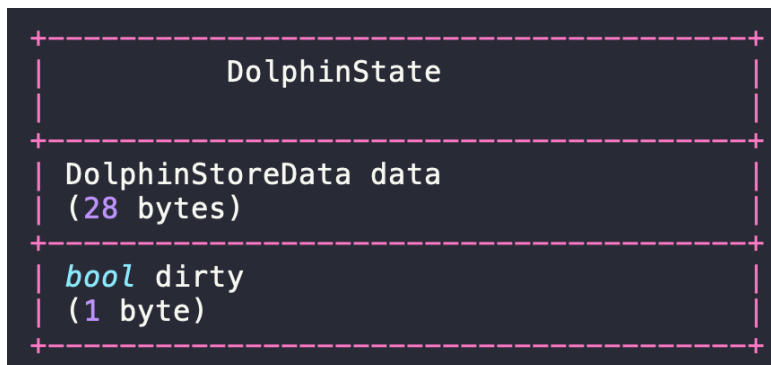 +--------------------------------------+
|          DolphinState                |
|                                      |
+--------------------------------------+
| DolphinStoreData data                |
| (28 bytes)                           |
+--------------------------------------+
| bool dirty                           |
| (1 byte)                             |
+--------------------------------------+